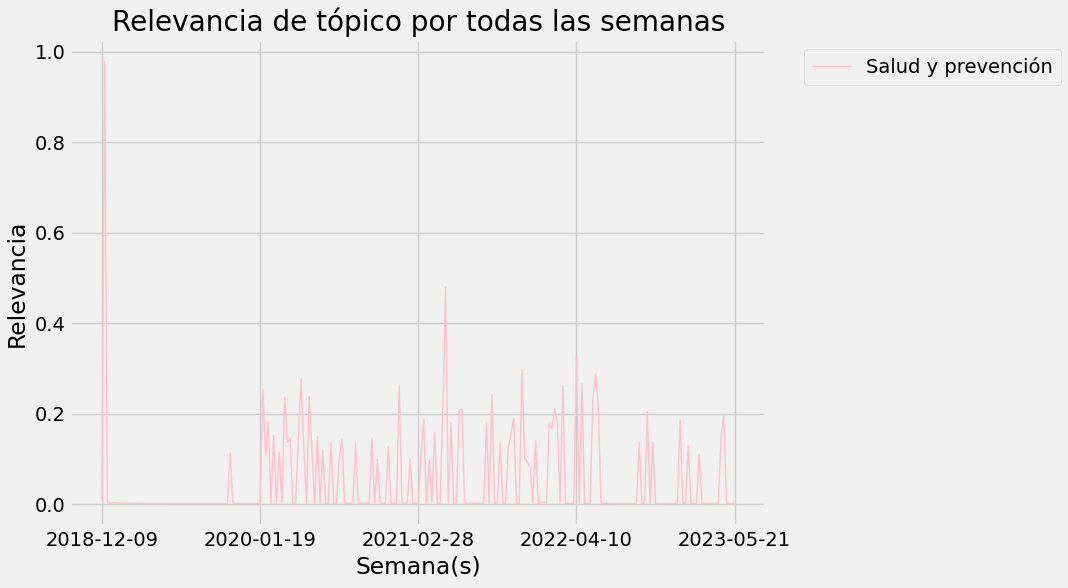 Relevancia de tópico por todas las semanas
Salud y prevención
Relevancia
1.0
0.8
0.6
0.4
0.2
0.0
2018-12-09 2020-01-19 2021-02-28 2022-04-10 2023-05-21
Semana(s)